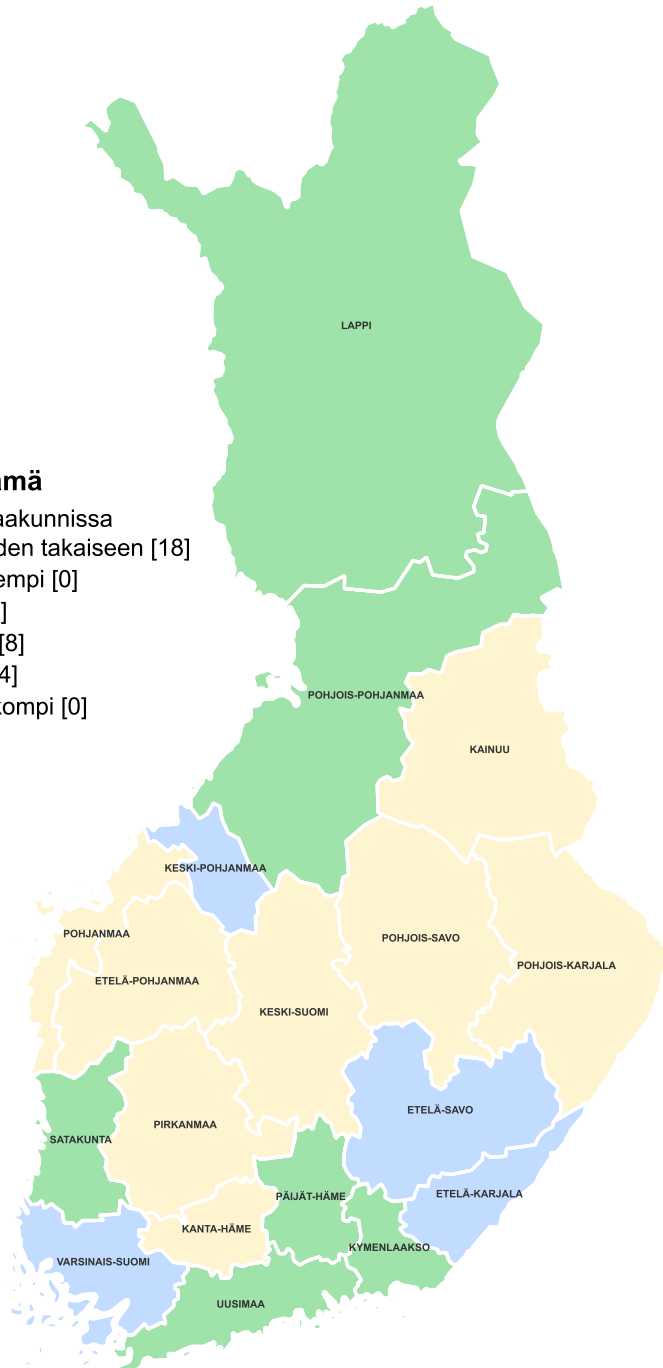 LAPPI
ämä
aakunnissa
den takaiseen [18]
empi [0]
]
[8]
4]
kompi [0]
POHJOIS-POHJANMAA
KAINUU
KESKI-POHJANMAA
POHJANMAA
POHJOIS-SAVO
POHJOIS-KARJALA
ETELÄ-POHJANMAA
KESKI-SUOMI
ETELÄ-SAVO
PIRKANMAA
SATAKUNTA
ETELÄ-KARJALA
PÄIJÄT-HÄME
KANTA-HÄME
KYMENLAAKSO
VARSINAIS-SUOMI
UUSIMAA